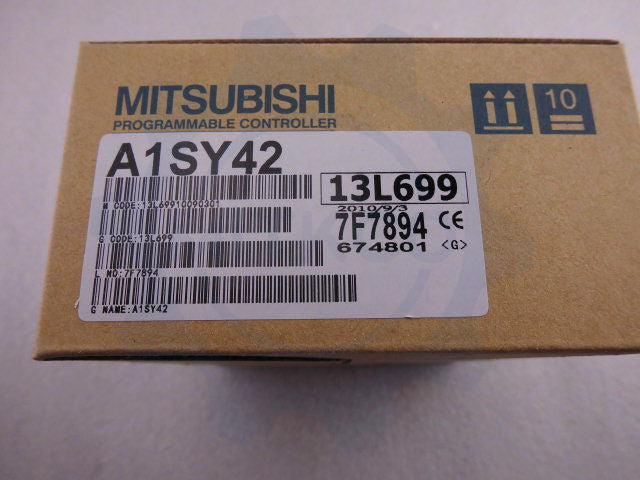 MITSUBISHI
PROGRAMMABLE CONTROLLER
10
A1SY42
M CODE:13L69910090301
13L699
2010/9/3
G CODE:13L699
7F7894 CE
674801 <G>
L NO:7F7894
G NAME:A1SY42